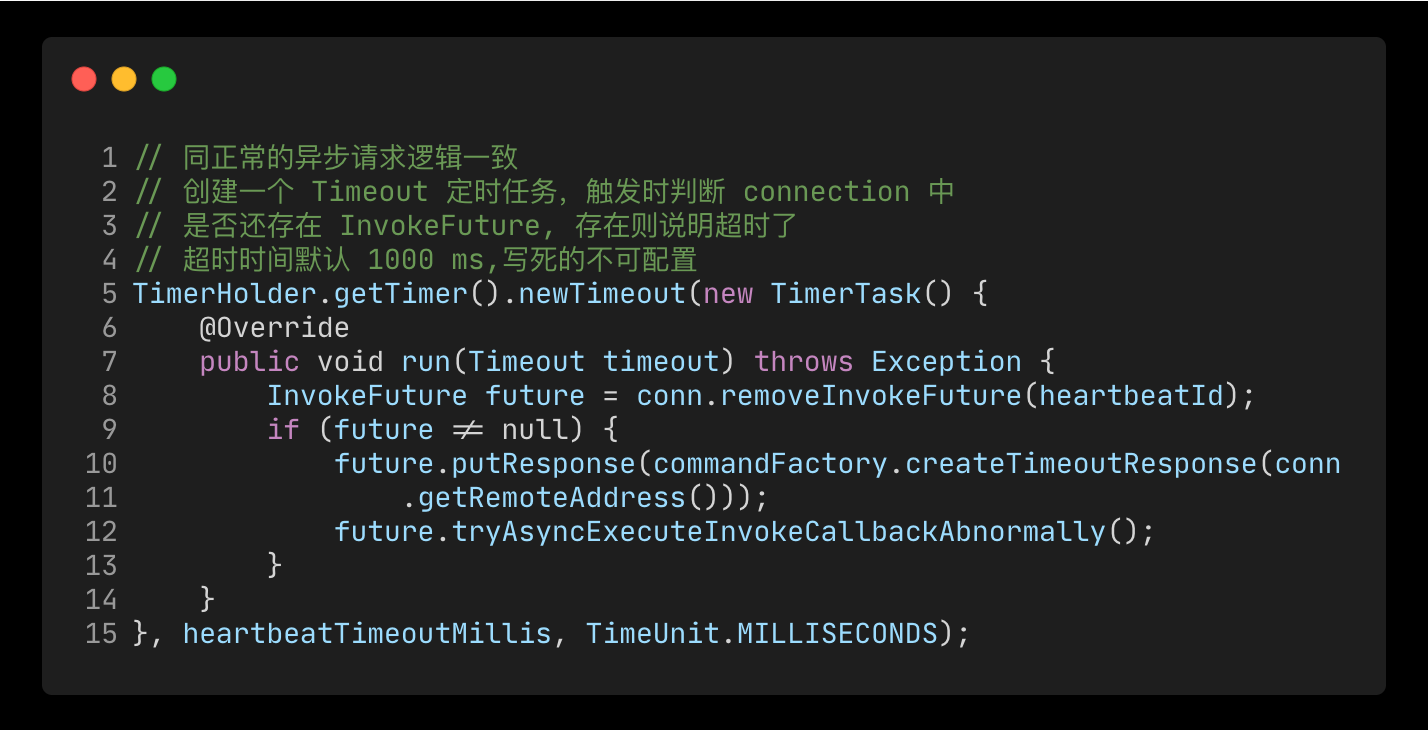 1 // 同正常的异步请求逻辑一致
2 // 创建一个 Timeout 定时任务，触发时判断 connection 中
3 // 是否还存在 InvokeFuture, 存在则说明超时了
4 // 超时时间默认 1000 ms,写死的不可配置
5 TimerHolder.getTimer().newTimeout(new TimerTask() {
6     @Override
7     public void run(Timeout timeout) throws Exception {
8         InvokeFuture future = conn.removeInvokeFuture(heartbeatId);
9         if (future != null) {
10             future.putResponse(commandFactory.createTimeoutResponse(conn
11                 .getRemoteAddress()));
12             future.tryAsyncExecuteInvokeCallbackAbnormally();
13         }
14     }
15 }, heartbeatTimeoutMillis, TimeUnit.MILLISECONDS);